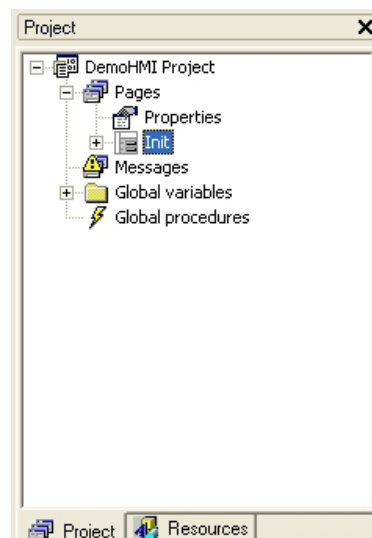 Project
DemoHMI Project
Pages
Properties
Init
Messages
Global variables
Global procedures
Project Resources